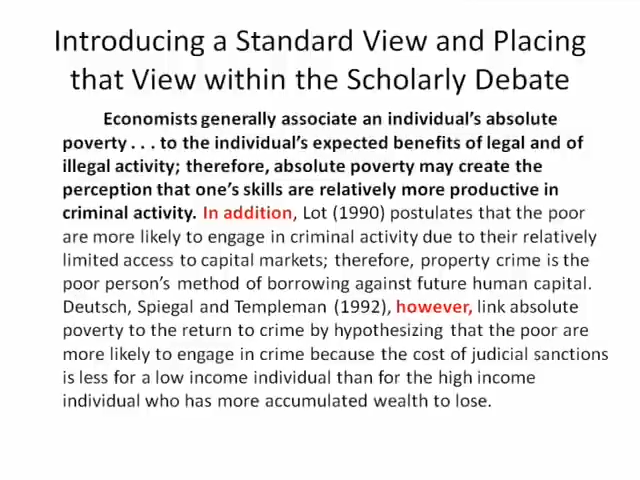 Introducing a Standard View and Placing
that View within the Scholarly Debate
Economists generally associate an individual's absolute
poverty . . . to the individual's expected benefits of legal and of
illegal activity; therefore, absolute poverty may create the
perception that one's skills are relatively more productive in
criminal activity. In addition, Lot (1990) postulates that the poor
are more likely to engage in criminal activity due to their relatively
limited access to capital markets; therefore, property crime is the
poor person's method of borrowing against future human capital.
Deutsch, Spiegal and Templeman (1992), however, link absolute
poverty to the return to crime by hypothesizing that the poor are
more likely to engage in crime because the cost of judicial sanctions
is less for a low income individual than for the high income
individual who has more accumulated wealth to lose.